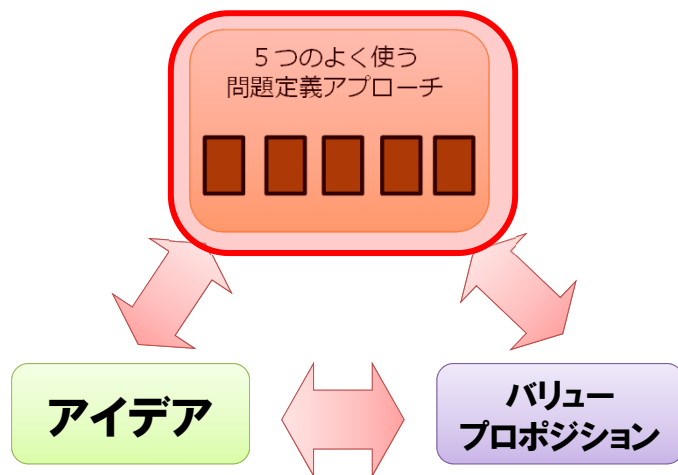 ５つのよく使う
問題定義アプローチ
アイデア
バリュー
プロポジション